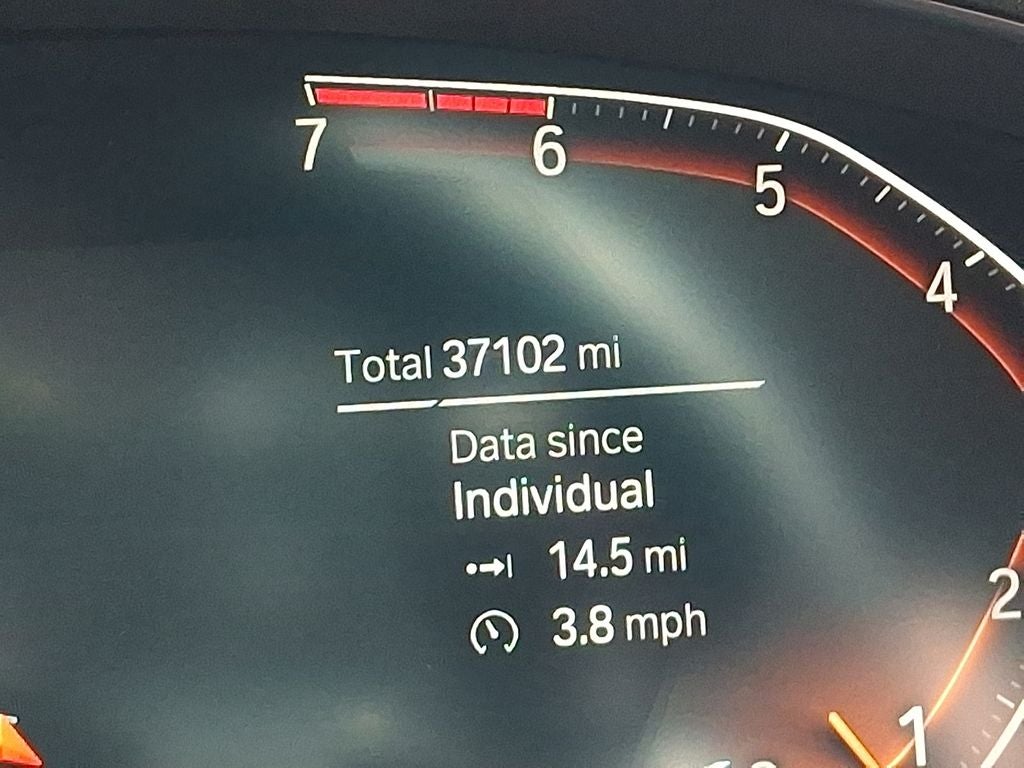 7
6
5
4
Total 37102 mi
Data since
Individual
14.5 mi
3.8 mph
2
1